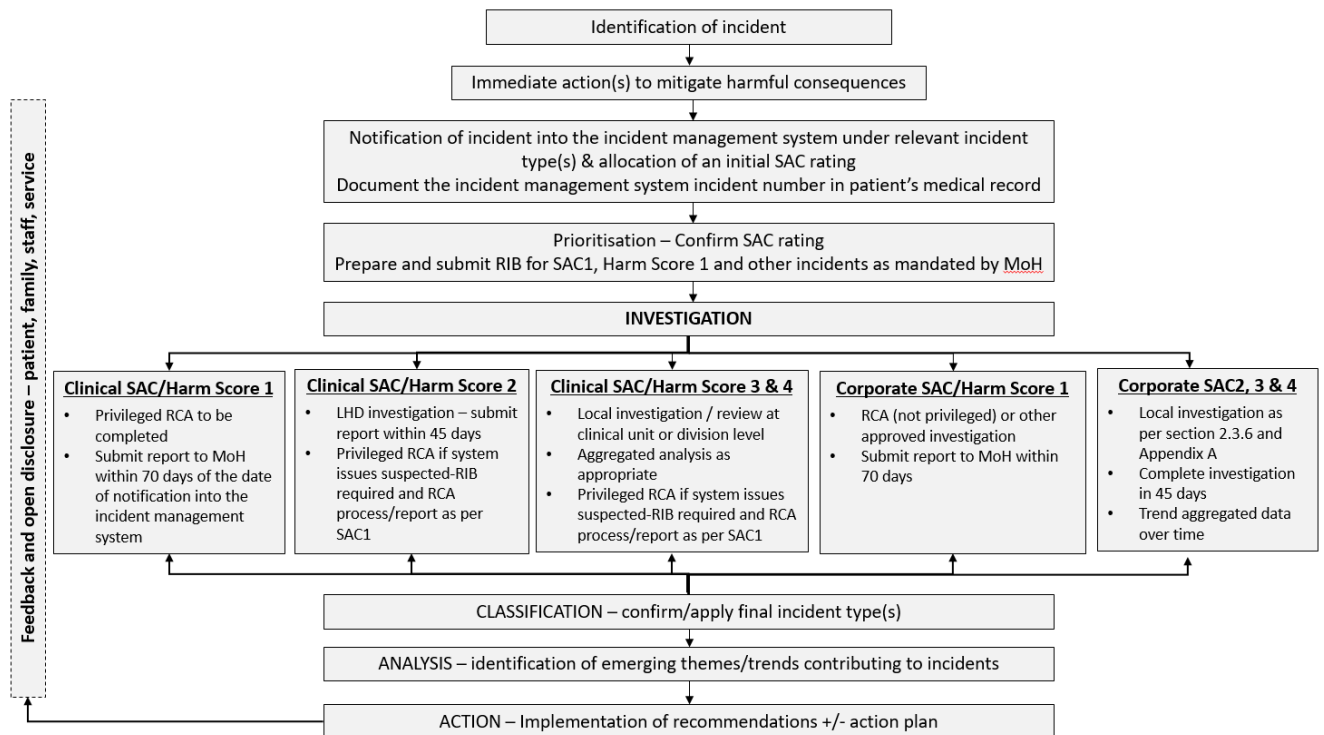 Identification of incident
Immediate action(s) to mitigate harmful consequences
Notification of incident into the incident management system under relevant incident
type(s) & allocation of an initial SAC rating
Document the incident management system incident number in patient’s medical record
Prioritisation – Confirm SAC rating
Prepare and submit RIB for SAC1, Harm Score 1 and other incidents as mandated by MoH
INVESTIGATION
Clinical SAC/Harm Score 1
• Privileged RCA to be
completed
• Submit report to MoH
within 70 days of the date
of notification into the
incident management
system
Clinical SAC/Harm Score 2
• LHD investigation – submit
report within 45 days
• Privileged RCA if system
issues suspected-RIB
required and RCA
process/report as per
SAC1
Clinical SAC/Harm Score 3 & 4
• Local investigation / review at
clinical unit or division level
• Aggregated analysis as
appropriate
• Privileged RCA if system issues
suspected-RIB required and RCA
process/report as per SAC1
Corporate SAC/Harm Score 1
• RCA (not privileged) or other
approved investigation
• Submit report to MoH within
70 days
Corporate SAC2, 3 & 4
• Local investigation as
per section 2.3.6 and
Appendix A
• Complete investigation
in 45 days
• Trend aggregated data
over time
CLASSIFICATION – confirm/apply final incident type(s)
ANALYSIS – identification of emerging themes/trends contributing to incidents
ACTION – Implementation of recommendations +/- action plan
Feedback and open disclosure – patient, family, staff, service